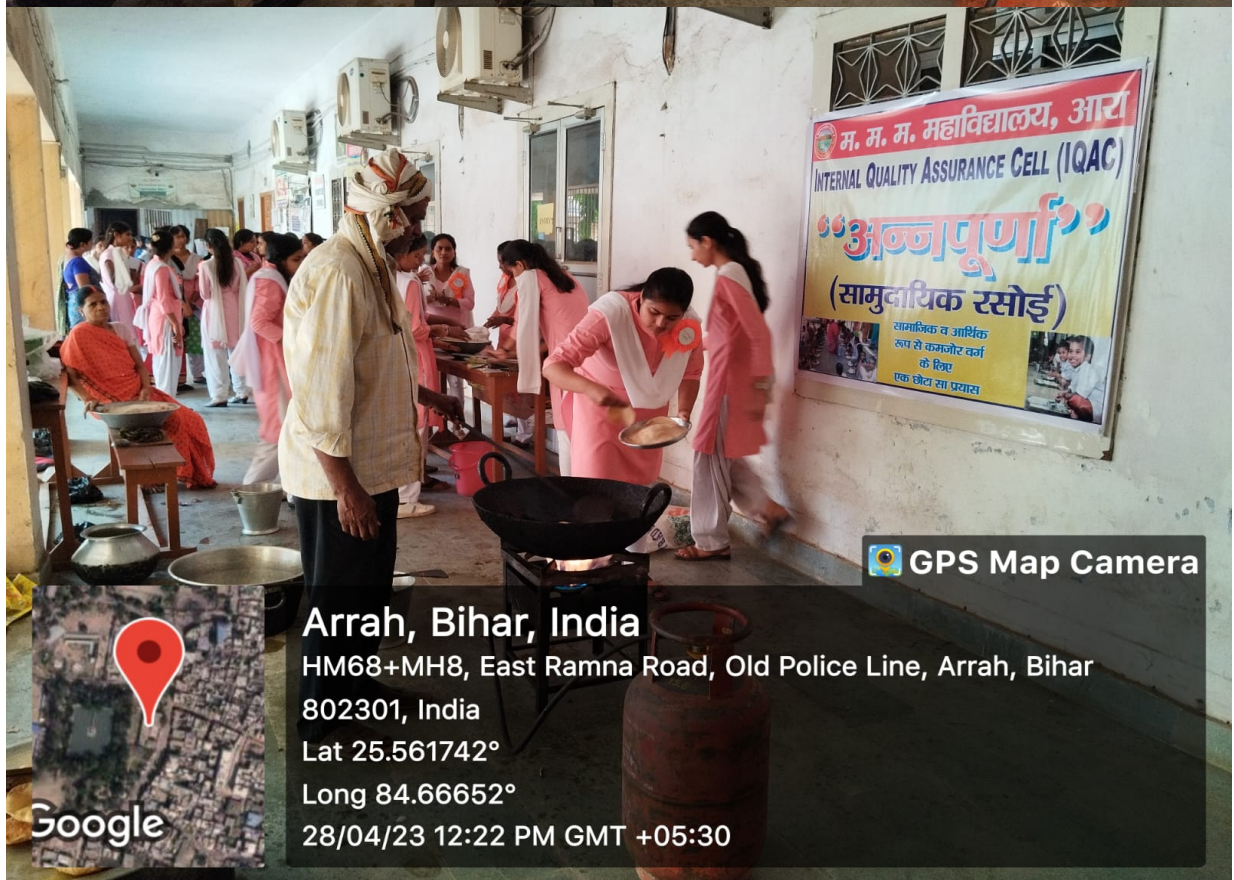 म. म. म. महाविद्यालय, आरा
INTERNAL QUALITY ASSURANCE CELL (IQAC)
“अन्नपूर्णा”
(सामुदायिक रसोई)
सामाजिक व आर्थिक
रूप से कमजोर वर्ग
के लिए
एक छोटा सा प्रयास
GPS Map Camera
Arrah, Bihar, India
HM68+MH8, East Ramna Road, Old Police Line, Arrah, Bihar
802301, India
Lat 25.561742°
Long 84.66652°
28/04/23 12:22 PM GMT +05:30
Google